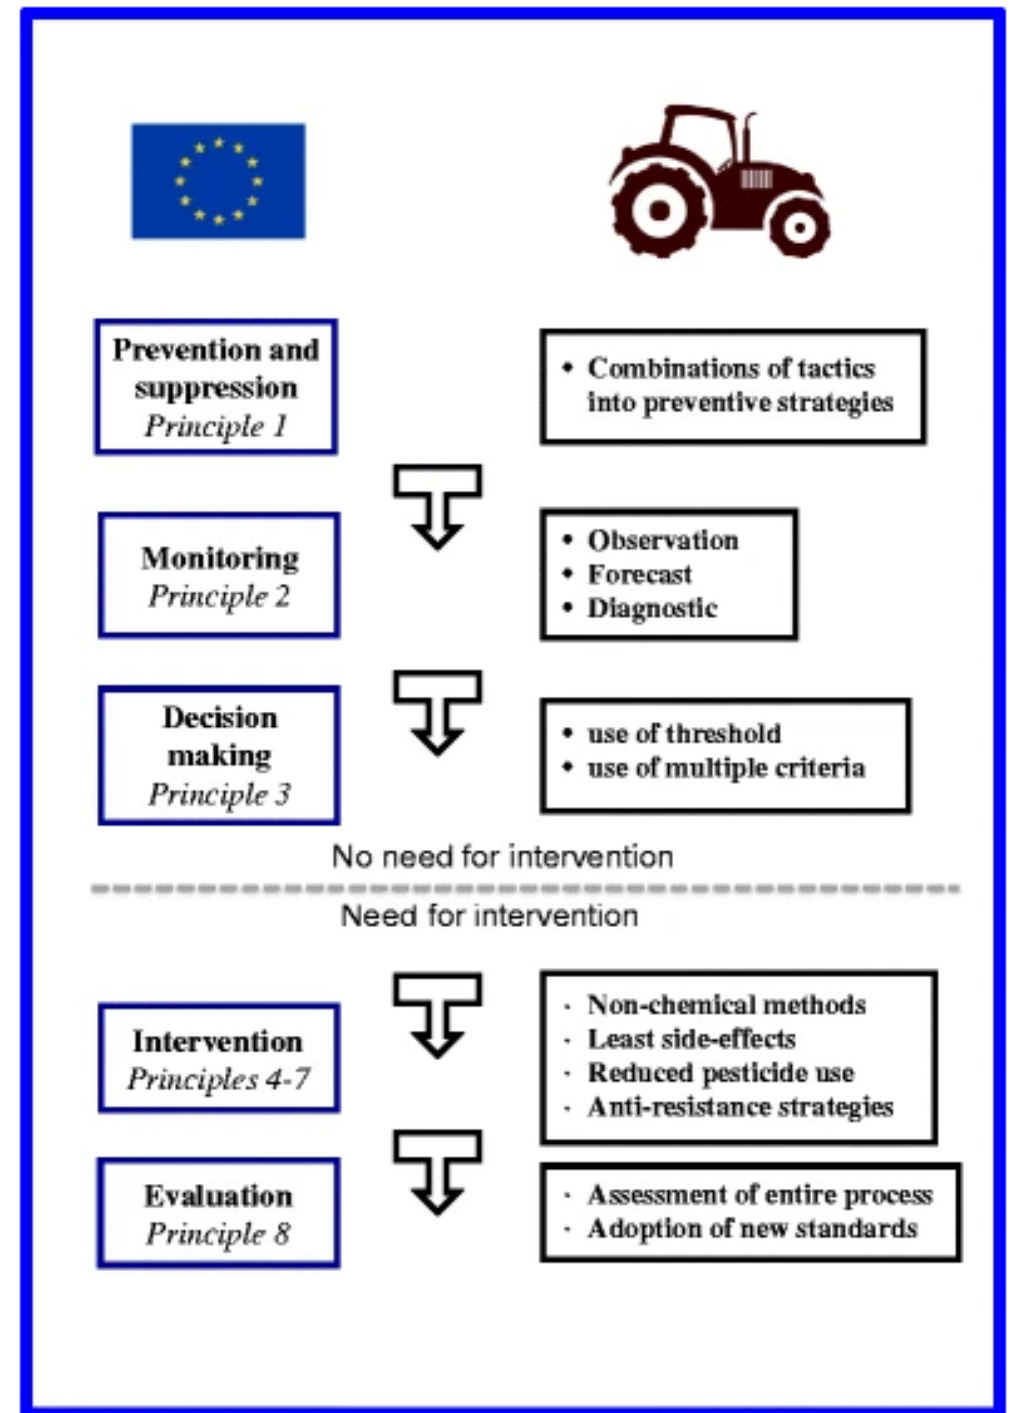 Prevention and
suppression
Principle 1
• Combinations of tactics
into preventive strategies
Monitoring
Principle 2
• Observation
• Forecast
• Diagnostic
Decision
making
Principle 3
• use of threshold
• use of multiple criteria
No need for intervention
Need for intervention
Intervention
Principles 4-7
· Non-chemical methods
· Least side-effects
· Reduced pesticide use
· Anti-resistance strategies
Evaluation
Principle 8
· Assessment of entire process
· Adoption of new standards